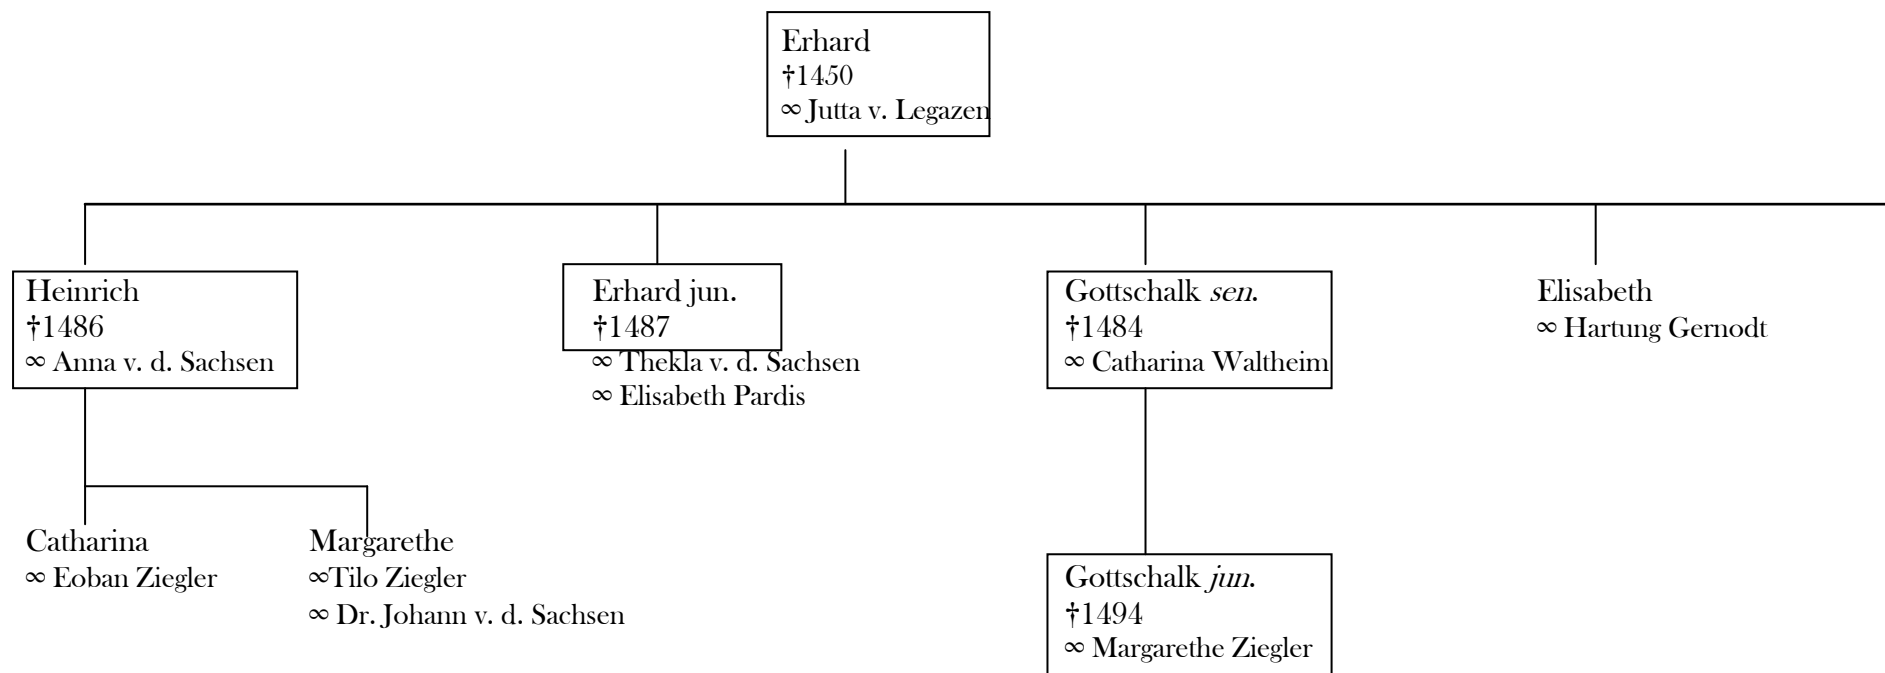 Erhard
†1450
∞ Jutta v. Legazen
Heinrich
†1486
∞ Anna v. d. Sachsen
Erhard jun.
†1487
∞ Thekla v. d. Sachsen
∞ Elisabeth Pardis
Gottschalk sen.
†1484
∞ Catharina Waltheim
Elisabeth
∞ Hartung Gernodt
Catharina
∞ Eoban Ziegler
Margarethe
∞Tilo Ziegler
∞ Dr. Johann v. d. Sachsen
Gottschalk jun.
†1494
∞ Margarethe Ziegler